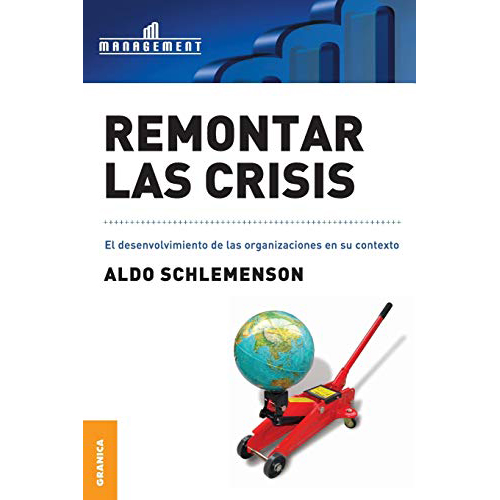 MANAGEMENT
REMONTAR
LAS CRISIS
El desenvolvimiento de las organizaciones en su contexto
ALDO SCHLEMENSON
GRANICA